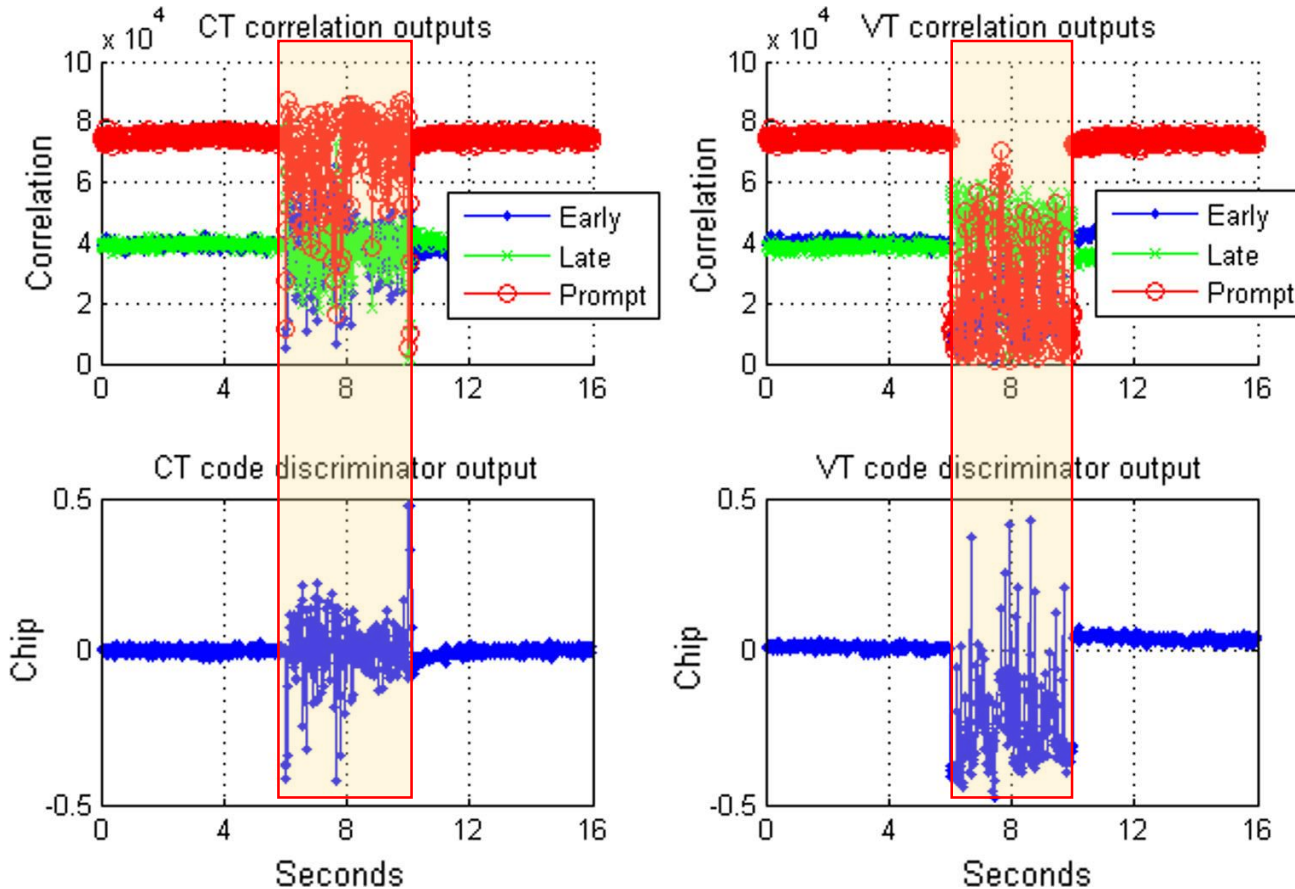 CT correlation outputs
x 10^4
Correlation
10
8
6
4
2
0
0 4 8 12 16
Early
Late
Prompt
VT correlation outputs
x 10^4
Correlation
10
8
6
4
2
0
0 4 8 12 16
Early
Late
Prompt
CT code discriminator output
Chip
0.5
0
-0.5
0 4 8 12 16
Seconds
VT code discriminator output
Chip
0.5
0
-0.5
0 4 8 12 16
Seconds